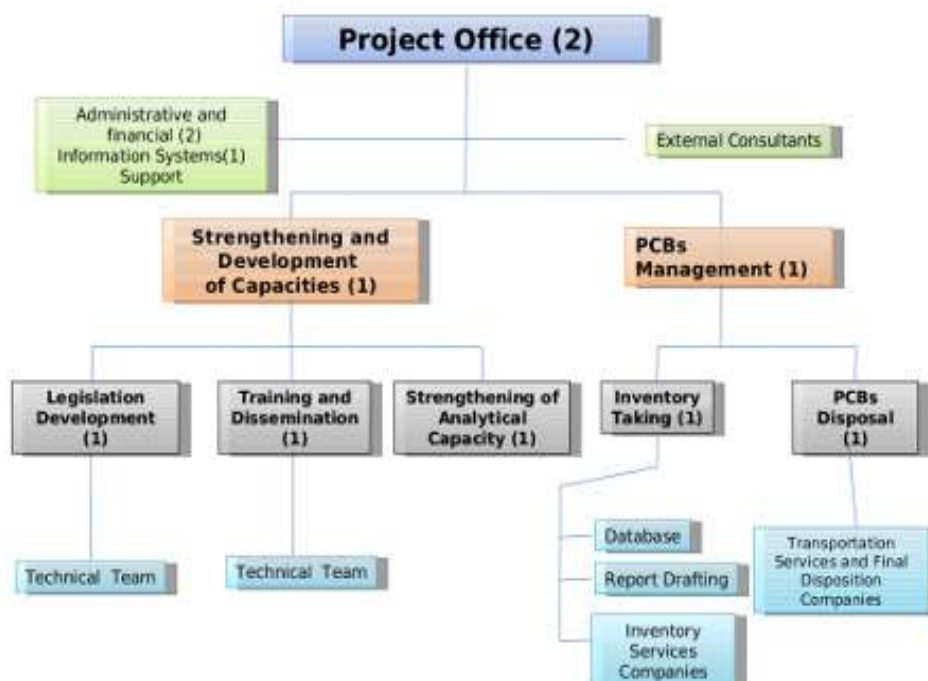 Project Office (2)
Administrative and
financial (2)
Information Systems(1)
Support
External Consultants
Strengthening and
Development
of Capacities (1)
PCBs
Management (1)
Legislation
Development
(1)
Training and
Dissemination
(1)
Strengthening of
Analytical
Capacity (1)
Inventory
Taking (1)
PCBs
Disposal
(1)
Technical Team
Technical Team
Database
Report Drafting
Inventory
Services
Companies
Transportation
Services and Final
Disposition
Companies